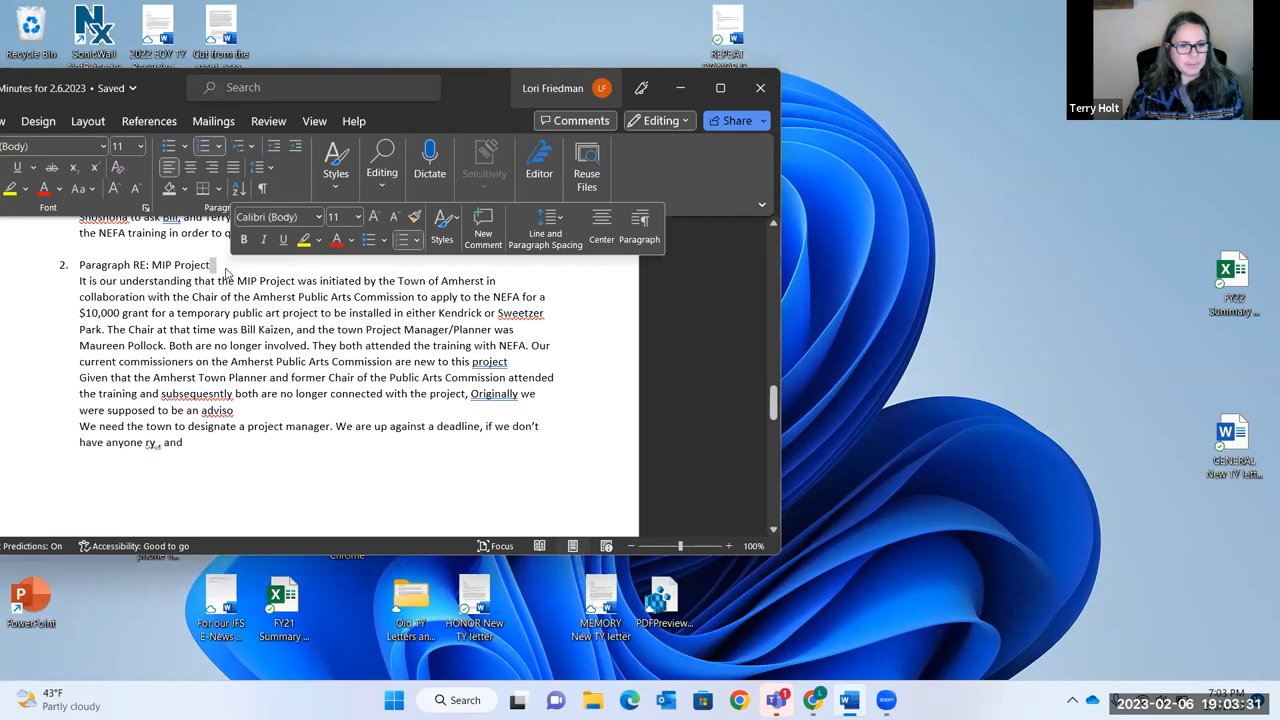 Recycle Bin
SonicWall
2022 EOY TY
Cut from the
REPEAT
Minutes for 2.6.2023 • Saved
Search
Lori Friedman
LF
Terry Holt
w
Design
Layout
References
Mailings
Review
View
Help
Comments
Editing
Share
(Body)
11
Styles
Editing
Dictate
Sensitivity
Editor
Reuse
Files
Font
Paragr
Calibri (Body)
11
Styles
New
Comment
Line and
Paragraph Spacing
Center
Paragraph
to ask Bill, and Terry
the NEFA training in order to q
2. Paragraph RE: MIP Project
It is our understanding that the MIP Project was initiated by the Town of Amherst in
collaboration with the Chair of the Amherst Public Arts Commission to apply to the NEFA for a
$10,000 grant for a temporary public art project to be installed in either Kendrick or Sweetzer
Park. The Chair at that time was Bill Kaizen, and the town Project Manager/Planner was
Maureen Pollock. Both are no longer involved. They both attended the training with NEFA. Our
current commissioners on the Amherst Public Arts Commission are new to this project
Given that the Amherst Town Planner and former Chair of the Public Arts Commission attended
the training and subsequesntly both are no longer connected with the project, Originally we
were supposed to be an adviso
We need the town to designate a project manager. We are up against a deadline, if we don't
have anyone ry , and
Predictions: On
Accessibility: Good to go
Focus
100%
FY22
Summary ...
GENERAL
New TY lett...
PowerPoint
For our JFS
E-News ...
FY21
Summary ...
Old TY
Letters an...
HONOR New
TY letter
MEMORY
New TY letter
PDFPreview...
43°F
Partly cloudy
Search
1
L
7:03 PM
2023-02-06 19:03:31